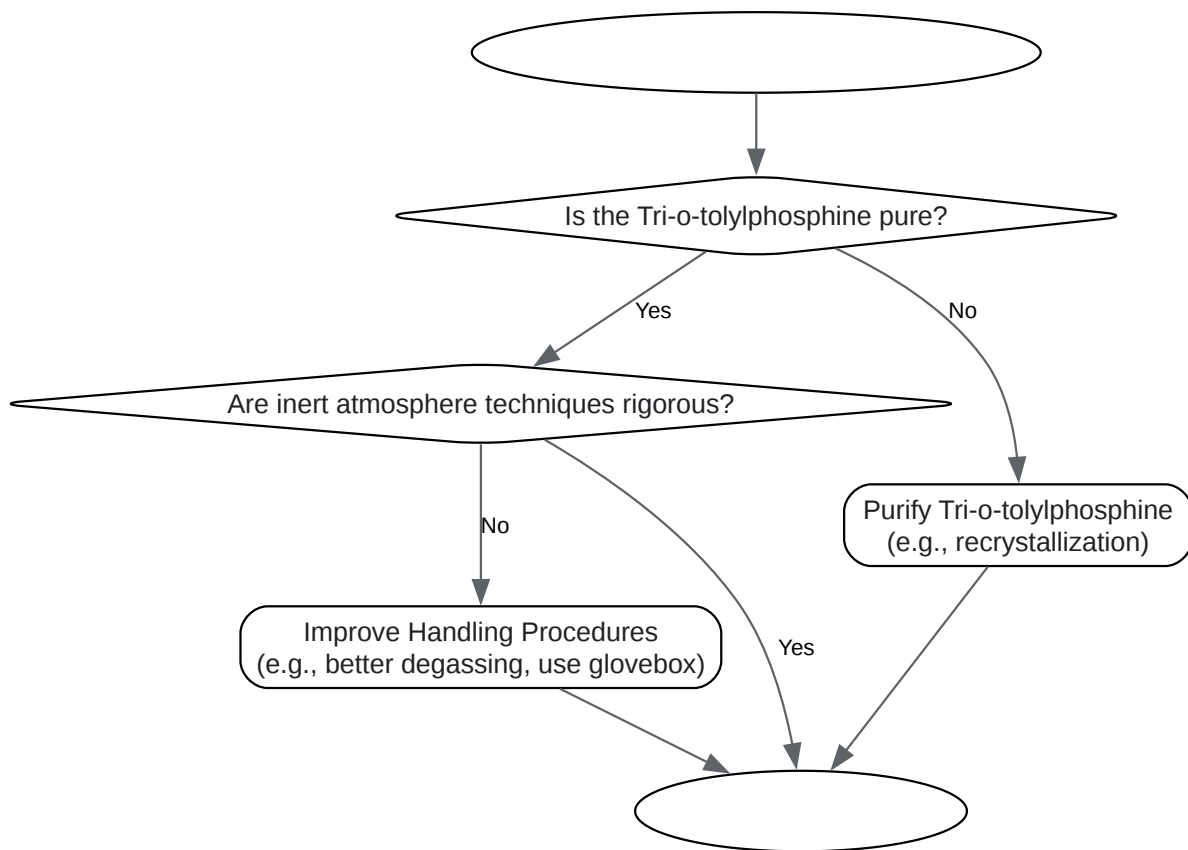 Is the Tri-o-tolylphosphine pure?
Yes
No
Are inert atmosphere techniques rigorous?
Purify Tri-o-tolylphosphine
(e.g., recrystallization)
No
Improve Handling Procedures
(e.g., better degassing, use glovebox)
Yes